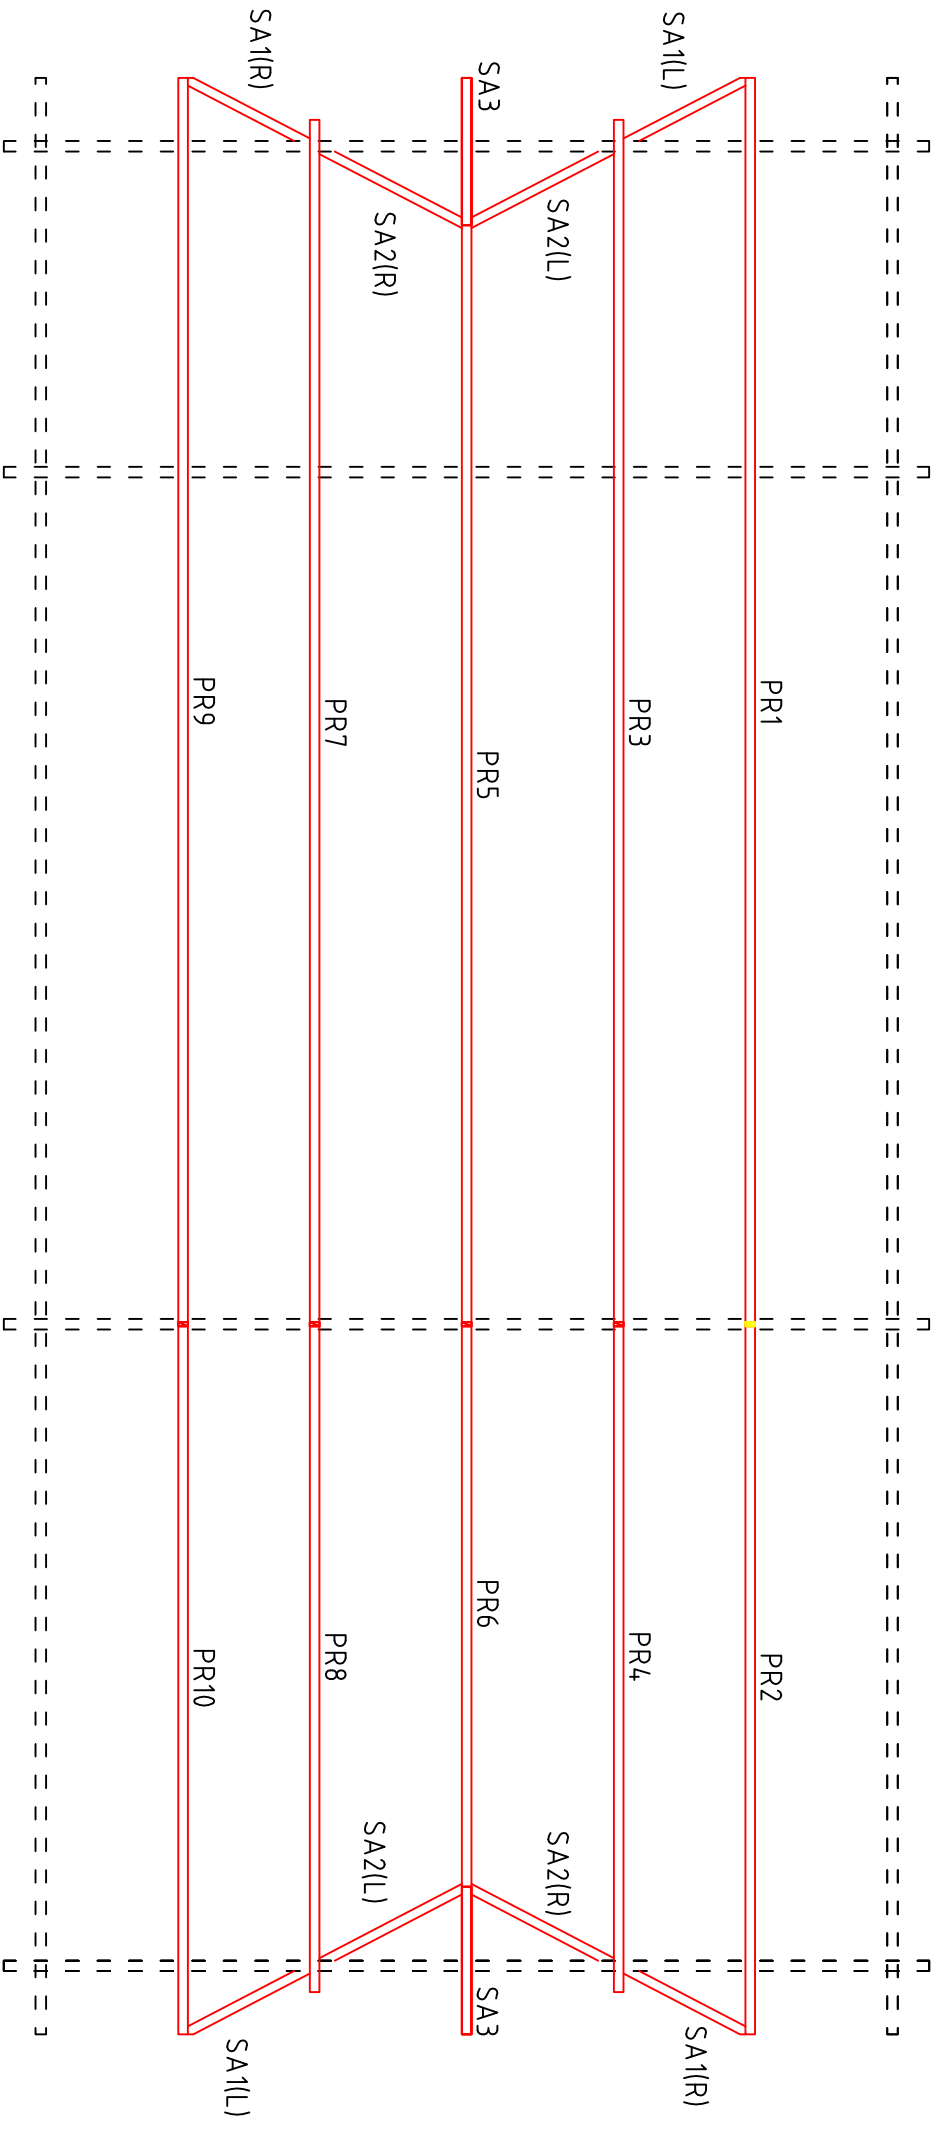 SA1(R)
SA3
SA1(L)
SA2(R)
SA2(L)
PR9
PR7
PR5
PR3
PR1
PR10
PR8
PR6
PR4
PR2
SA2(L)
SA2(R)
SA1(L)
SA3
SA1(R)